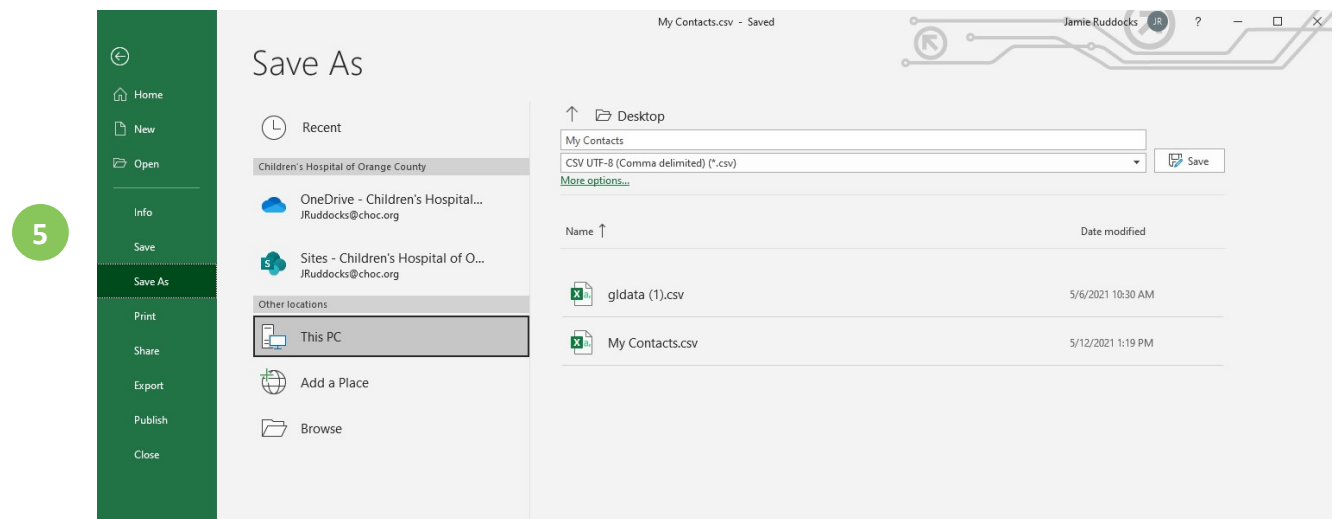 My Contacts.csv - Saved
Jamie Ruddocks JR ?
5
Home
New
Open
Info
Save
Save As
Print
Share
Export
Publish
Close
Save As
Recent
Children's Hospital of Orange County
OneDrive - Children's Hospital...
JRuddocks@choc.org
S
Sites - Children's Hospital of O...
JRuddocks@choc.org
Other locations
This PC
Add a Place
Browse
Desktop
My Contacts
CSV UTF-8 (Comma delimited) (*.csv)
Save
More options...
Name Date modified
X a, gldata (1).csv 5/6/2021 10:30 AM
X a, My Contacts.csv 5/12/2021 1:19 PM